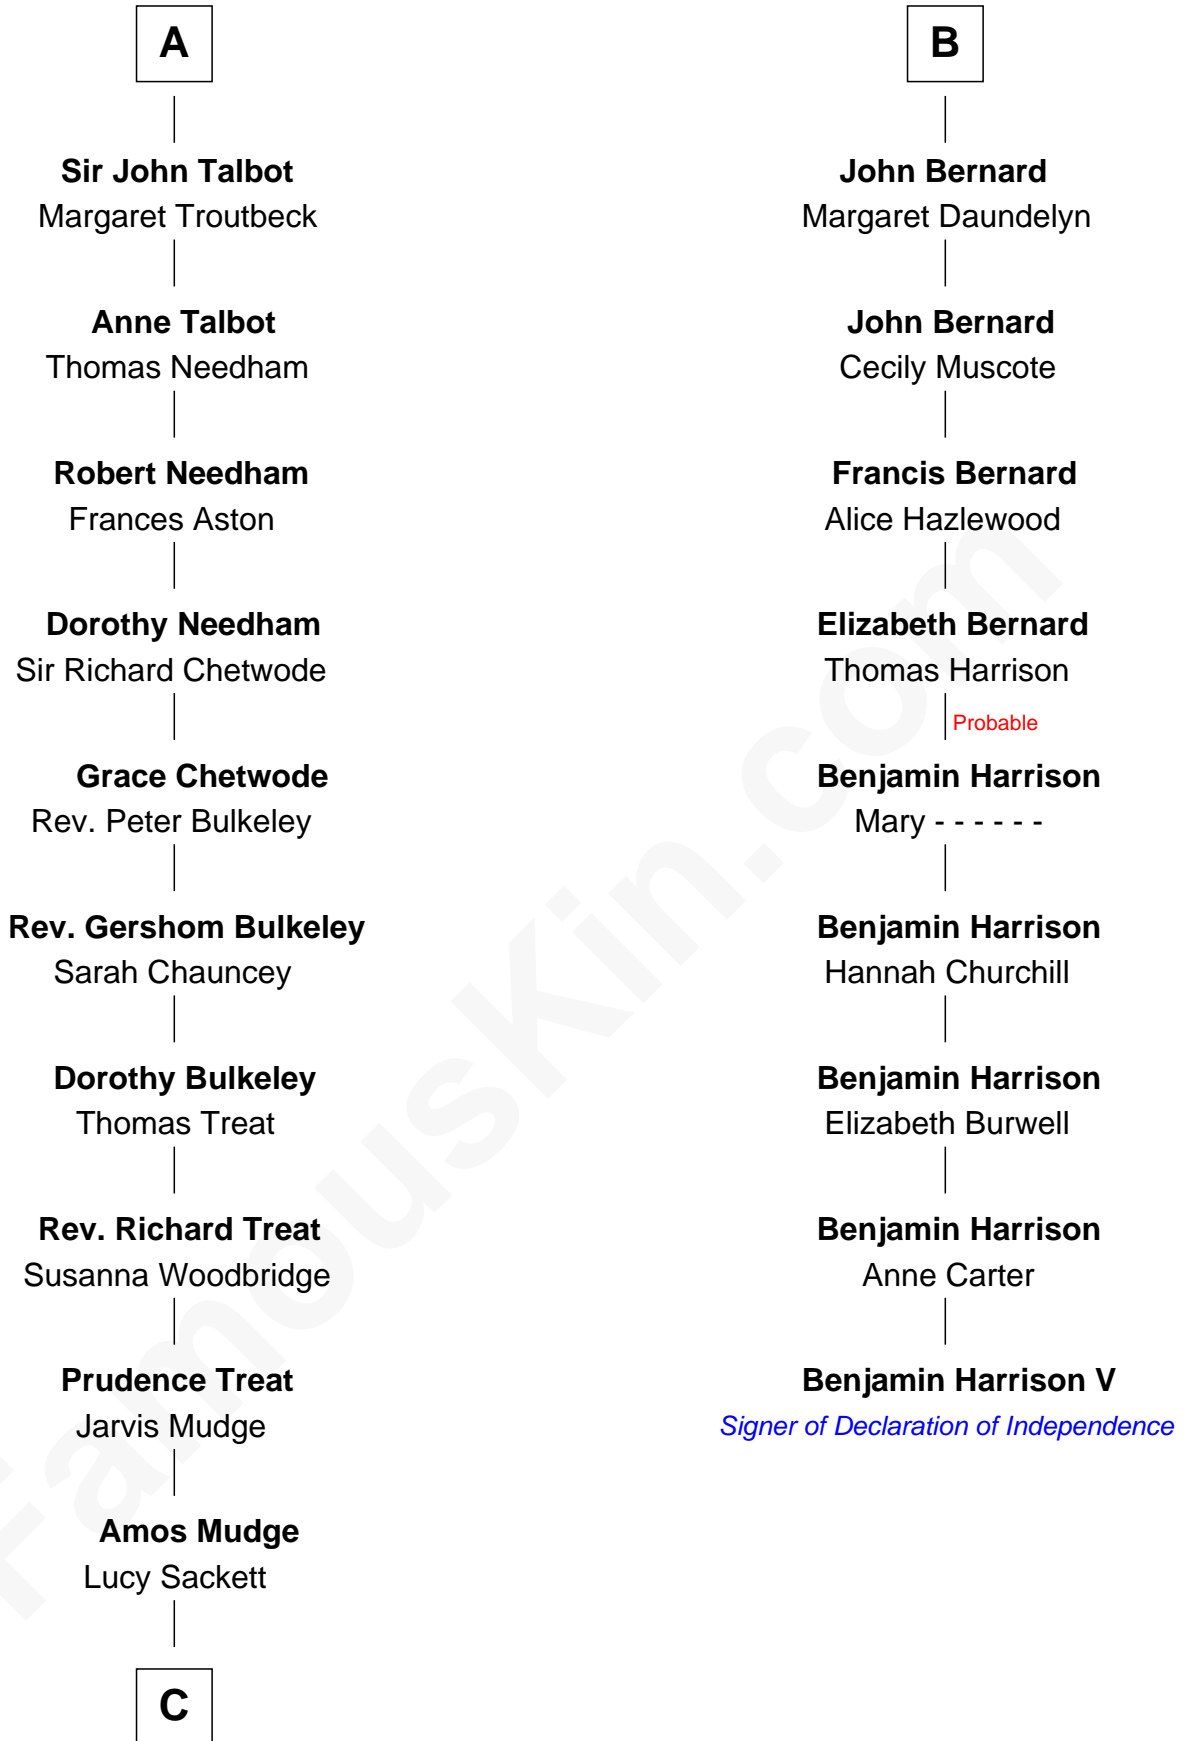 A
Sir John Talbot
Margaret Troutbeck
Anne Talbot
Thomas Needham
Robert Needham
Frances Aston
Dorothy Needham
Sir Richard Chetwode
Grace Chetwode
Rev. Peter Bulkeley
Rev. Gershom Bulkeley
Sarah Chauncey
Dorothy Bulkeley
Thomas Treat
Rev. Richard Treat
Susanna Woodbridge
Prudence Treat
Jarvis Mudge
Amos Mudge
Lucy Sackett
C
B
John Bernard
Margaret Daundelyn
John Bernard
Cecily Muscote
Francis Bernard
Alice Hazlewood
Elizabeth Bernard
Thomas Harrison
Probable
Benjamin Harrison
Mary - - - - - -
Benjamin Harrison
Hannah Churchill
Benjamin Harrison
Elizabeth Burwell
Benjamin Harrison
Anne Carter
Benjamin Harrison V
Signer of Declaration of Independence
FamousKin.com